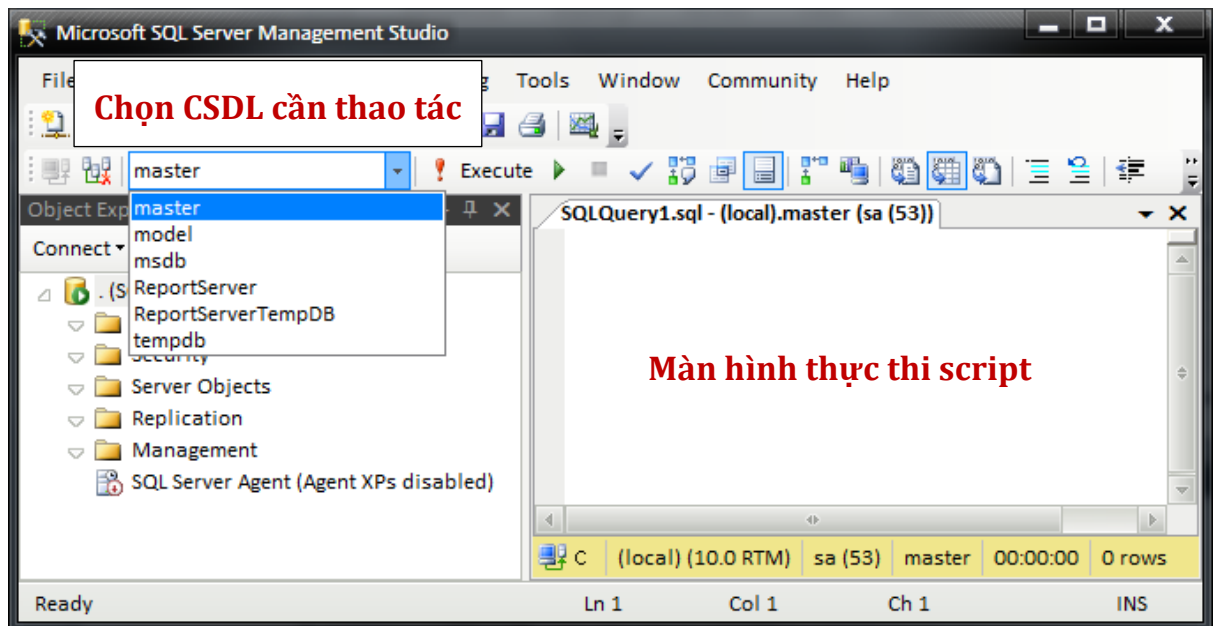 Microsoft SQL Server Management Studio
File Tools Window Community Help
Chọn CSDL cần thao tác
master Execute
Object Exp
master
model
msdb
ReportServer
ReportServerTempDB
tempdb
Connect
. (S
Security
Server Objects
Replication
Management
SQL Server Agent (Agent XPs disabled)
SQLQuery1.sql - (local).master (sa (53))
Màn hình thực thi script
C (local) (10.0 RTM) sa (53) master 00:00:00 0 rows
Ready Ln 1 Col 1 Ch 1 INS